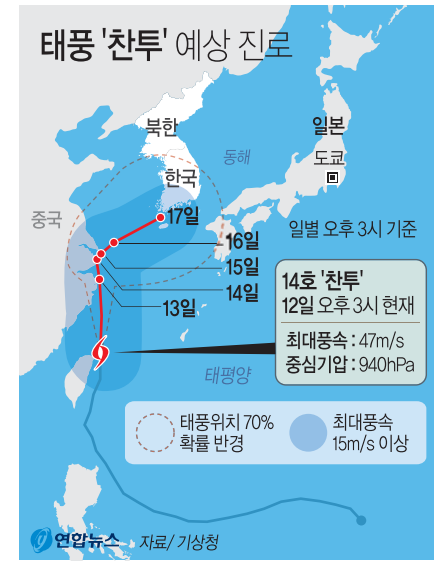 태풍 '찬투' 예상 진로
북한
일본
동해
도쿄
한국
중국
17일
일별 오후 3시 기준
16일
15일
14일
13일
14호 '찬투'
12일 오후 3시 현재
최대풍속 : 47m/s
중심기압 : 940hPa
태평양
태풍위치 70%
확률 반경
최대풍속
15m/s 이상
연합뉴스
자료/ 기상청